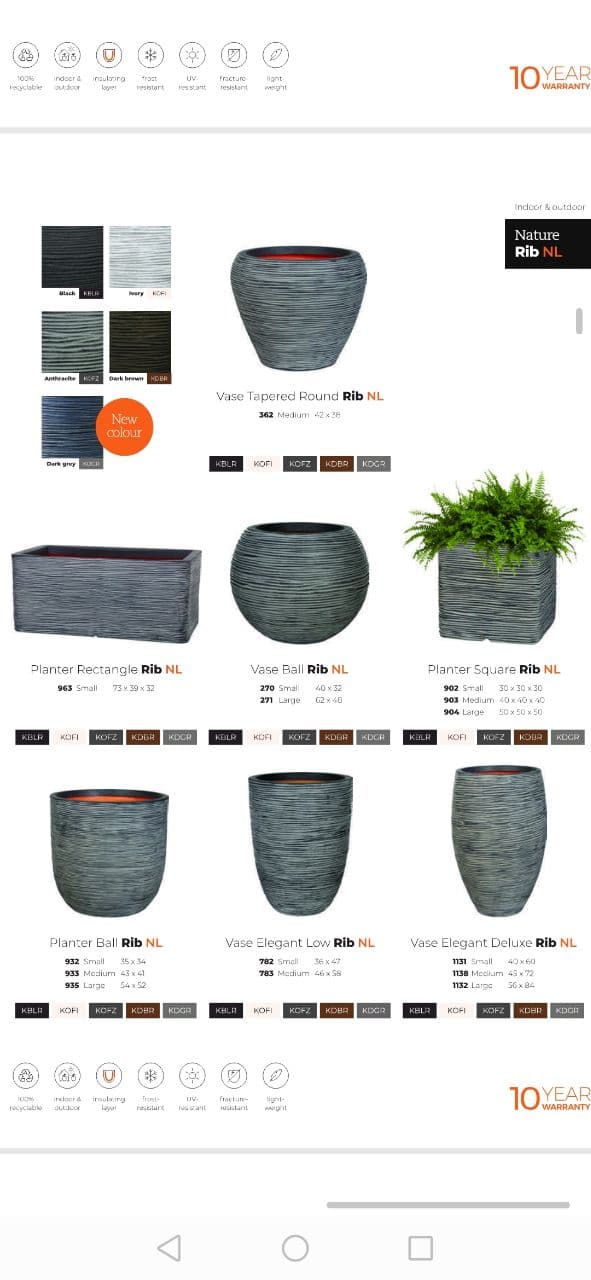 100%
recyclable
indoor &
outdoor
insulating
layer
frost-
resistant
UV-
resistant
fracture-
resistant
light-
weight
10 YEAR
WARRANTY
Indoor & outdoor
Nature
Rib NL
Black KBLR
Ivory KOFI
Anthracite KOFZ
Dark brown KDBR
New
colour
Dark grey KDGR
Vase Tapered Round Rib NL
362 Medium 42 x 38
KBLR KOFI KOFZ KDBR KDGR
Planter Rectangle Rib NL
963 Small 73 x 39 x 32
KBLR KOFI KOFZ KDBR KDGR
Vase Ball Rib NL
270 Small 40 x 32
271 Large 62 x 48
KBLR KOFI KOFZ KDBR KDGR
Planter Square Rib NL
902 Small 30 x 30 x 30
903 Medium 40 x 40 x 40
904 Large 50 x 50 x 50
KBLR KOFI KOFZ KDBR KDGR
Planter Ball Rib NL
932 Small 35 x 34
933 Medium 43 x 41
935 Large 54 x 52
KBLR KOFI KOFZ KDBR KDGR
Vase Elegant Low Rib NL
782 Small 36 x 47
783 Medium 46 x 58
KBLR KOFI KOFZ KDBR KDGR
Vase Elegant Deluxe Rib NL
1131 Small 40 x 60
1138 Medium 45 x 72
1132 Large 56 x 84
KBLR KOFI KOFZ KDBR KDGR
100%
recyclable
indoor &
outdoor
insulating
layer
frost-
resistant
UV-
resistant
fracture-
resistant
light-
weight
10 YEAR
WARRANTY